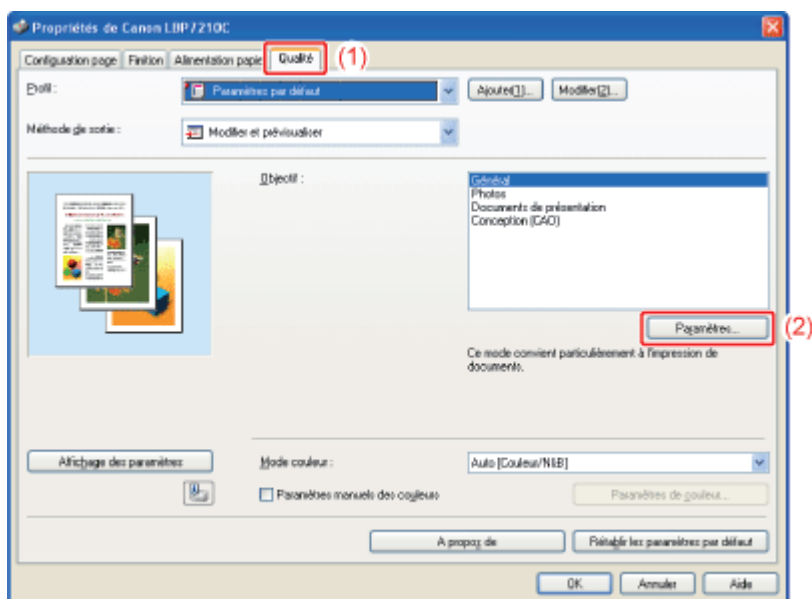 Propriétés de Canon LBP7210C
Configuration page Finition Alimentation papie Qualité (1)
Profil : Paramètres par défaut Ajouter(1)... Modifier(2)...
Méthode de sortie : Modifier et prévisualiser
Objectif : Général
Photos
Documents de présentation
Conception (CAO)
Paramètres... (2)
Ce mode convient particulièrement à l'impression de
documents.
Affichage des paramètres Mode couleur : Auto [Couleur/N&B]
Paramètres manuels des couleurs Paramètres de couleur...
A propos de Rétablir les paramètres par défaut
OK Annuler Aide